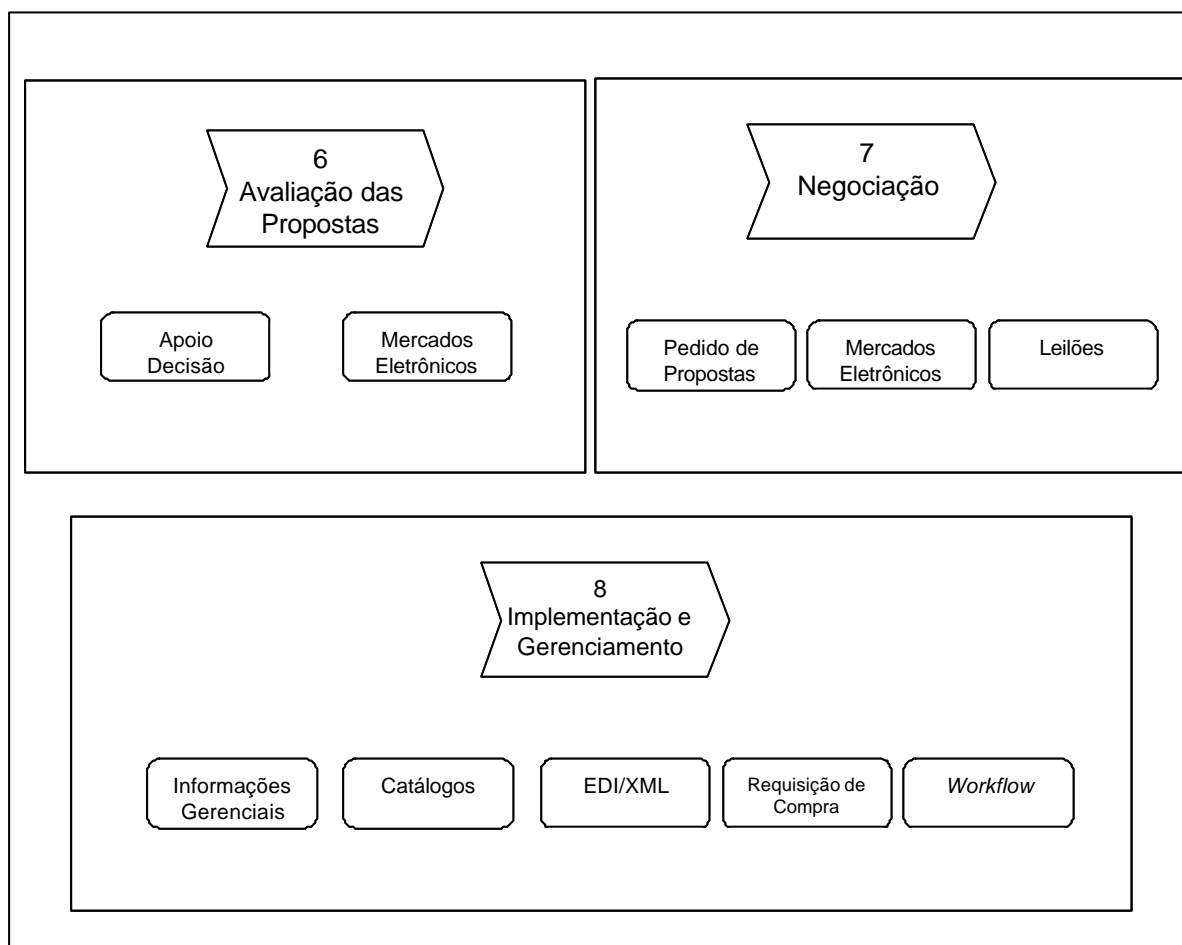 6
Avaliação das
Propostas
Apoio
Decisão
Mercados
Eletrônicos
7
Negociação
Pedido de
Propostas
Mercados
Eletrônicos
Leilões
8
Implementação e
Gerenciamento
Informações
Gerenciais
Catálogos
EDI/XML
Requisição de
Compra
Workflow